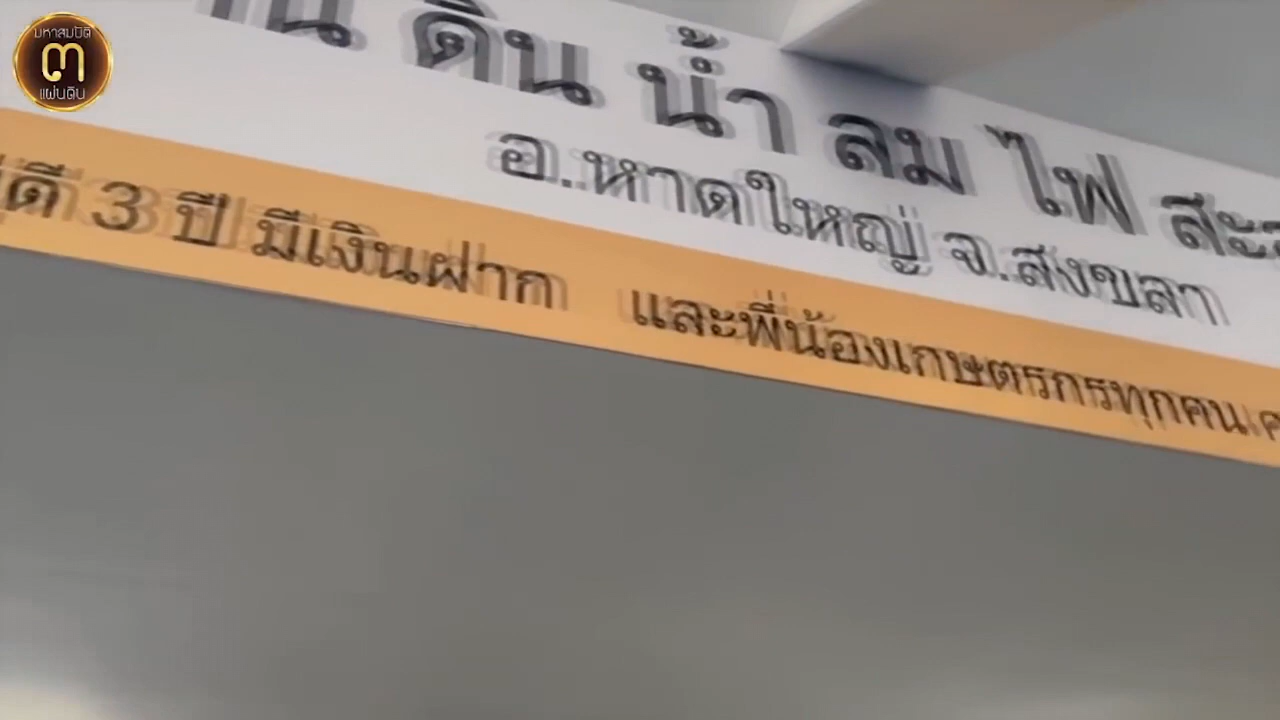 มหาสมบัติ
๓
แผ่นดิน
ดิน น้ำ ลม ไฟ
อ.หาดใหญ่ จ.สงขลา
3 ปี มีเงินฝาก และพี่น้องเกษตรกรทุกคน